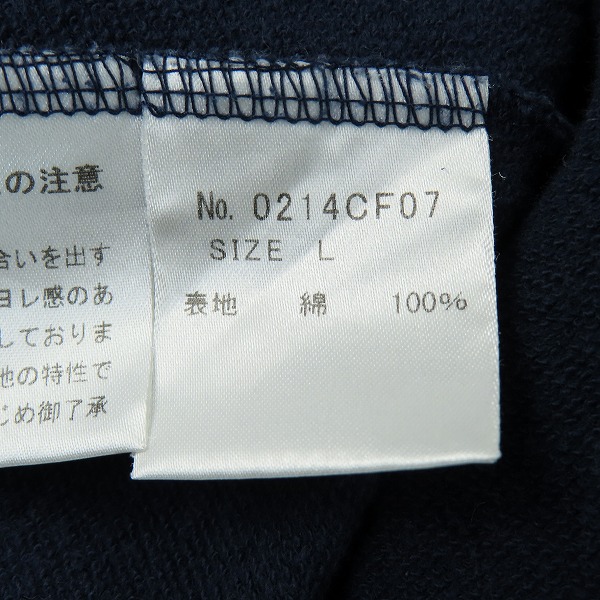 の注意
合いを出す
ヨレ感のあ
しておりま
地の特性で
じめ御了承
No. 0214CF07
SIZE L
表地 綿 100%